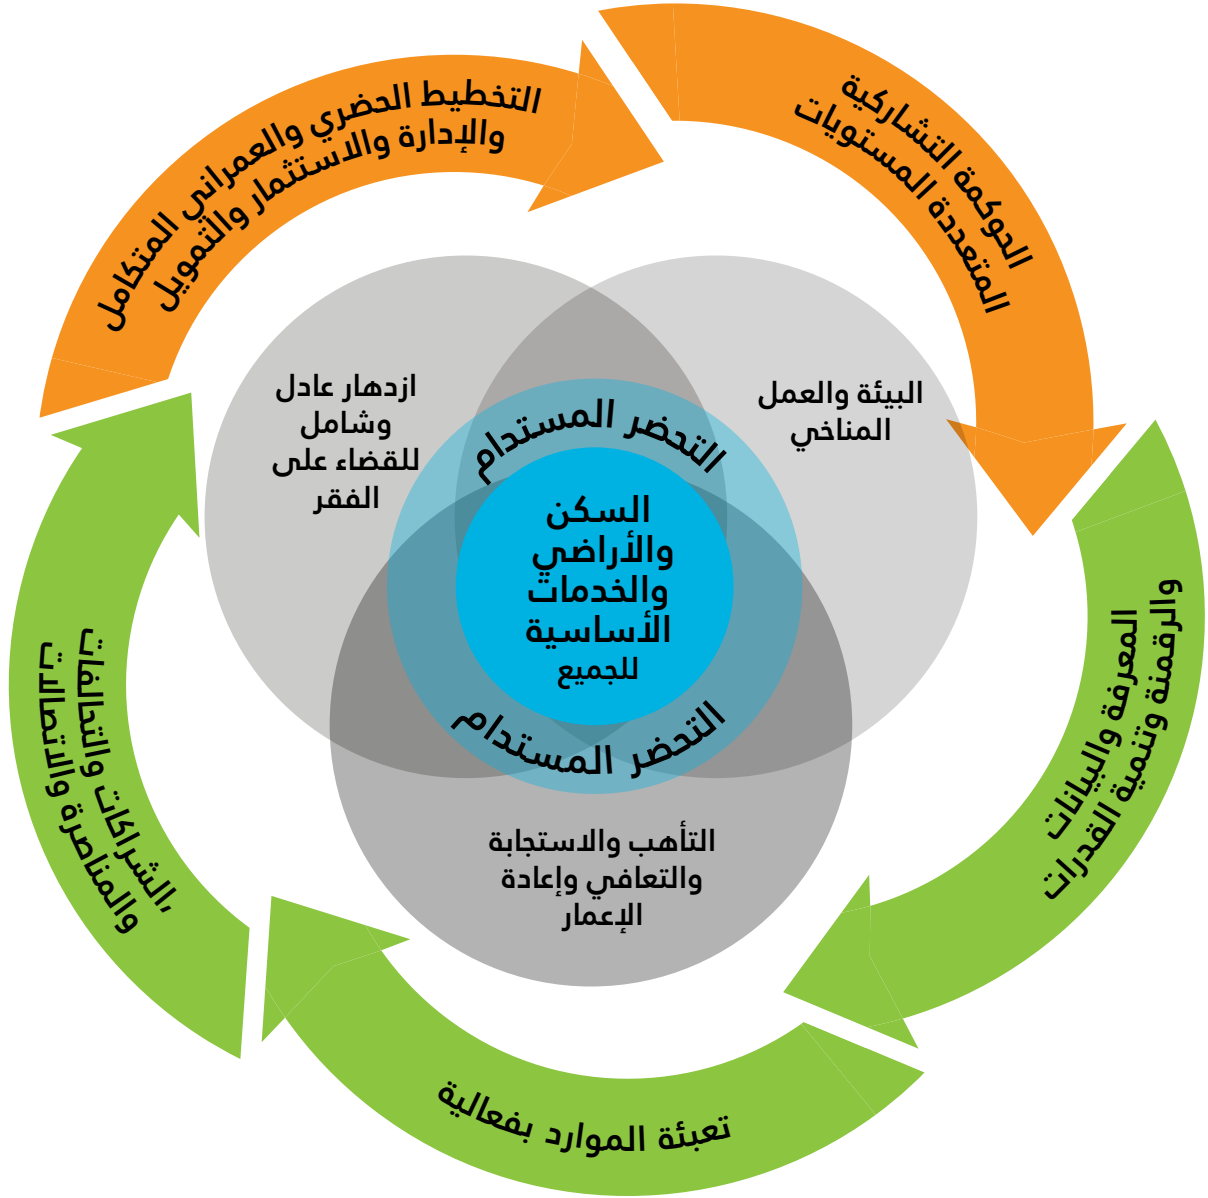 التخطيط الحضري والعمراني المتكامل
والإدارة والاستثمار والتمويل
الحوكمة التشاركية
المتعددة المستويات
ازدهار عادل
وشامل
للقضاء على
الفقر
البيئة والعمل
المناخي
التحضر المستدام
السكن
والأراضي
والخدمات
الأساسية
للجميع
التحضر المستدام
التأهب والاستجابة
والتعافي وإعادة
الإعمار
المعرفة والبيانات
والرقمنة وتنمية القدرات
تعبئة الموارد بفعالية
الشراكات والتحالفات،
والمناصرة والاتصالات